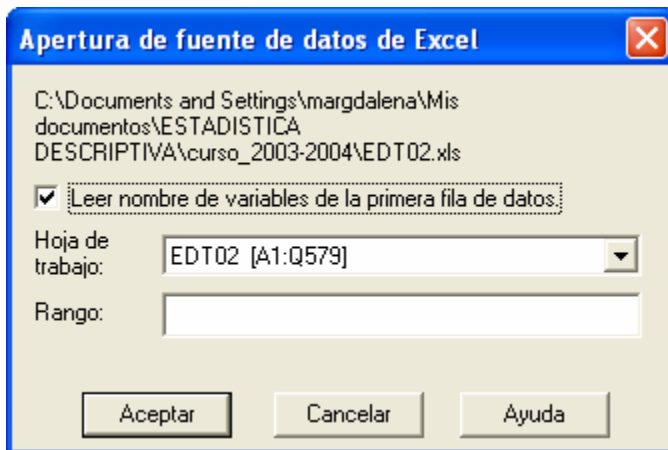 Apertura de fuente de datos de Excel
C:\Documents and Settings\margdalena\Mis
documentos\ESTADISTICA
DESCRIPTIVA\curso_2003-2004\EDT02.xls
Leer nombre de variables de la primera fila de datos.
Hoja de
trabajo:
EDT02 [A1:Q579]
Rango:
Aceptar
Cancelar
Ayuda